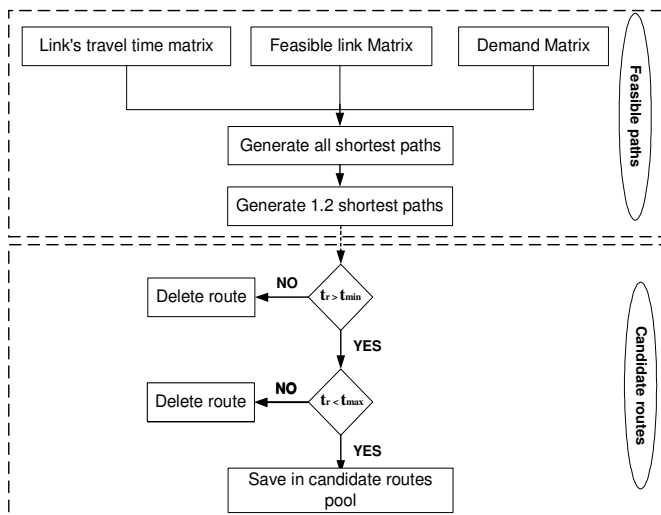 Link's travel time matrix
Feasible link Matrix
Demand Matrix
Feasible paths
Generate all shortest paths
Generate 1.2 shortest paths
NO
Delete route
tr > tmin
YES
NO
Delete route
tr < tmax
YES
Save in candidate routes
pool
Candidate routes